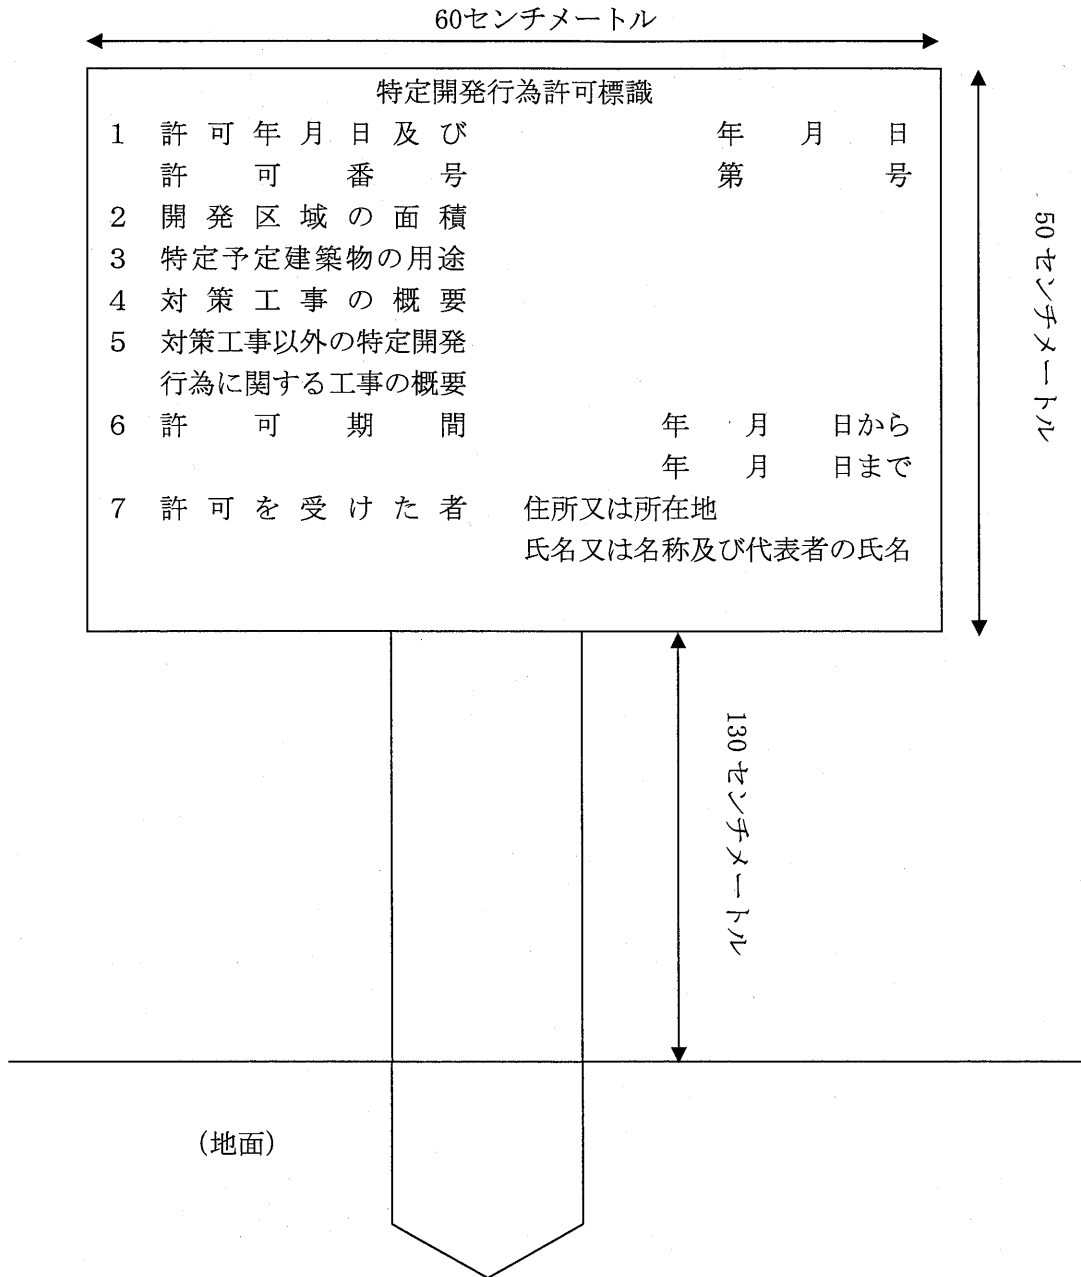 60センチメートル
特定開発行為許可標識
1 許可年月日及び 年 月 日
許可番号 第 号
2 開発区域の面積
3 特定予定建築物の用途
4 対策工事の概要
5 対策工事以外の特定開発
行為に関する工事の概要
6 許可期間 年 月 日から
年 月 日まで
7 許可を受けた者 住所又は所在地
氏名又は名称及び代表者の氏名
50センチメートル
130センチメートル
(地面)